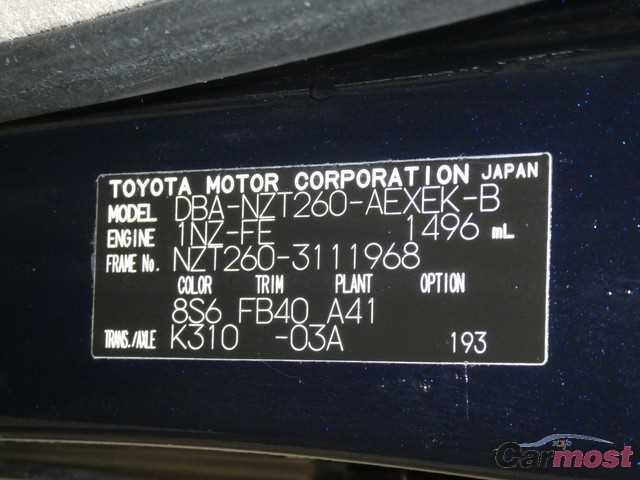 TOYOTA MOTOR CORPORATION JAPAN
MODEL DBA-NZT260-AEXEK-B
ENGINE 1NZ-FE 1496 mL
FRAME No. NZT260-3111968
COLOR TRIM PLANT OPTION
8S6 FB40 A41
TRANS./AXLE K310 -03A 193
Carmost